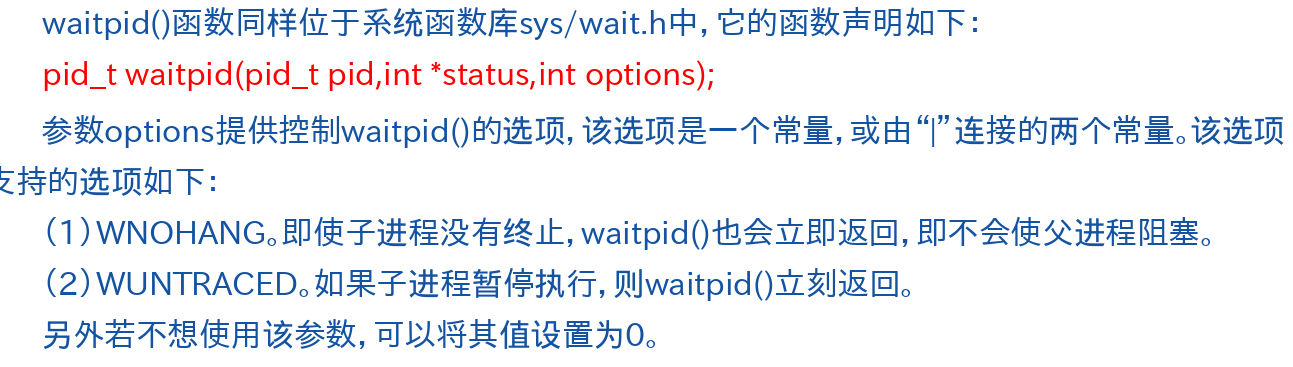 waitpid()函数同样位于系统函数库sys/wait.h中，它的函数声明如下：
pid_t waitpid(pid_t pid,int *status,int options);
参数options提供控制waitpid()的选项，该选项是一个常量，或由“|”连接的两个常量。该选项
支持的选项如下：
（1）WNOHANG。即使子进程没有终止，waitpid()也会立即返回，即不会使父进程阻塞。
（2）WUNTRACED。如果子进程暂停执行，则waitpid()立刻返回。
另外若不想使用该参数，可以将其值设置为0。